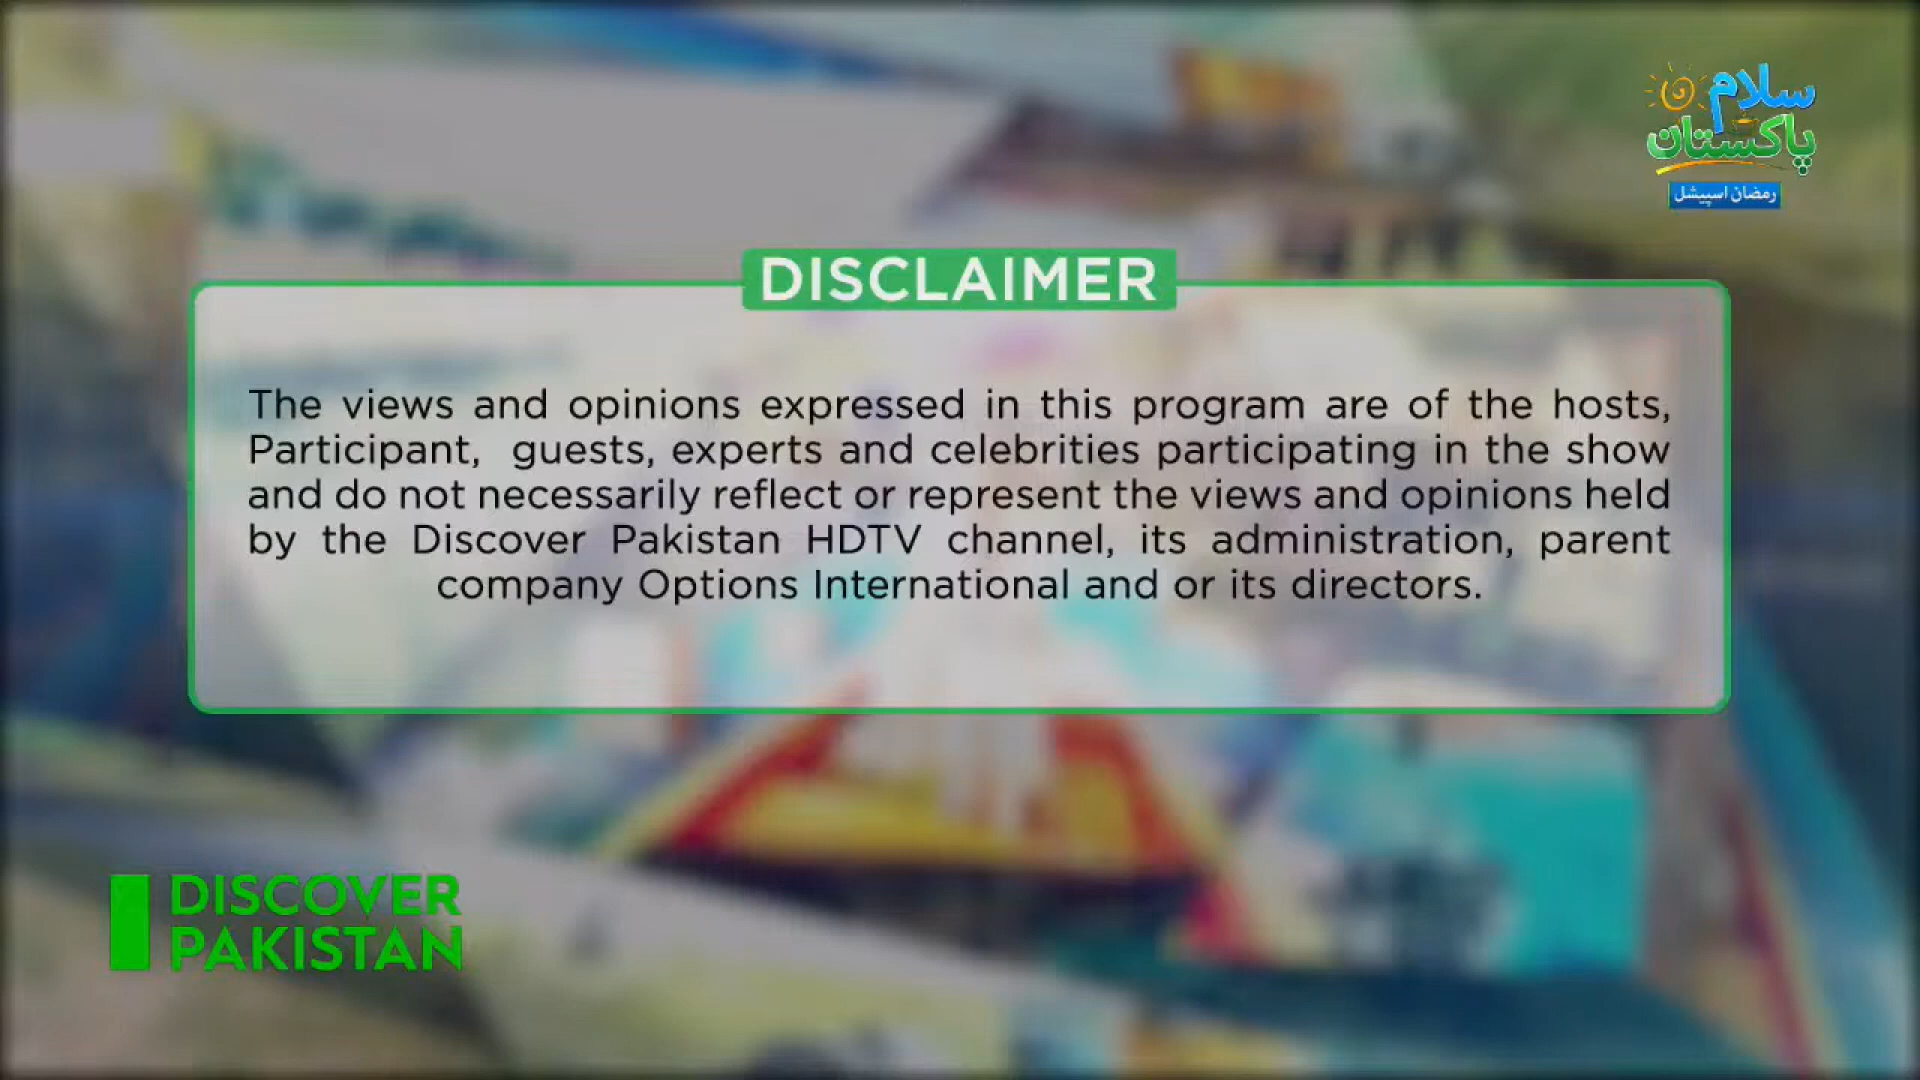 سلام
پاکستان
رمضان اسپیشل
DISCLAIMER
The views and opinions expressed in this program are of the hosts,
Participant, guests, experts and celebrities participating in the show
and do not necessarily reflect or represent the views and opinions held
by the Discover Pakistan HDTV channel, its administration, parent
company Options International and or its directors.
DISCOVER
PAKISTAN